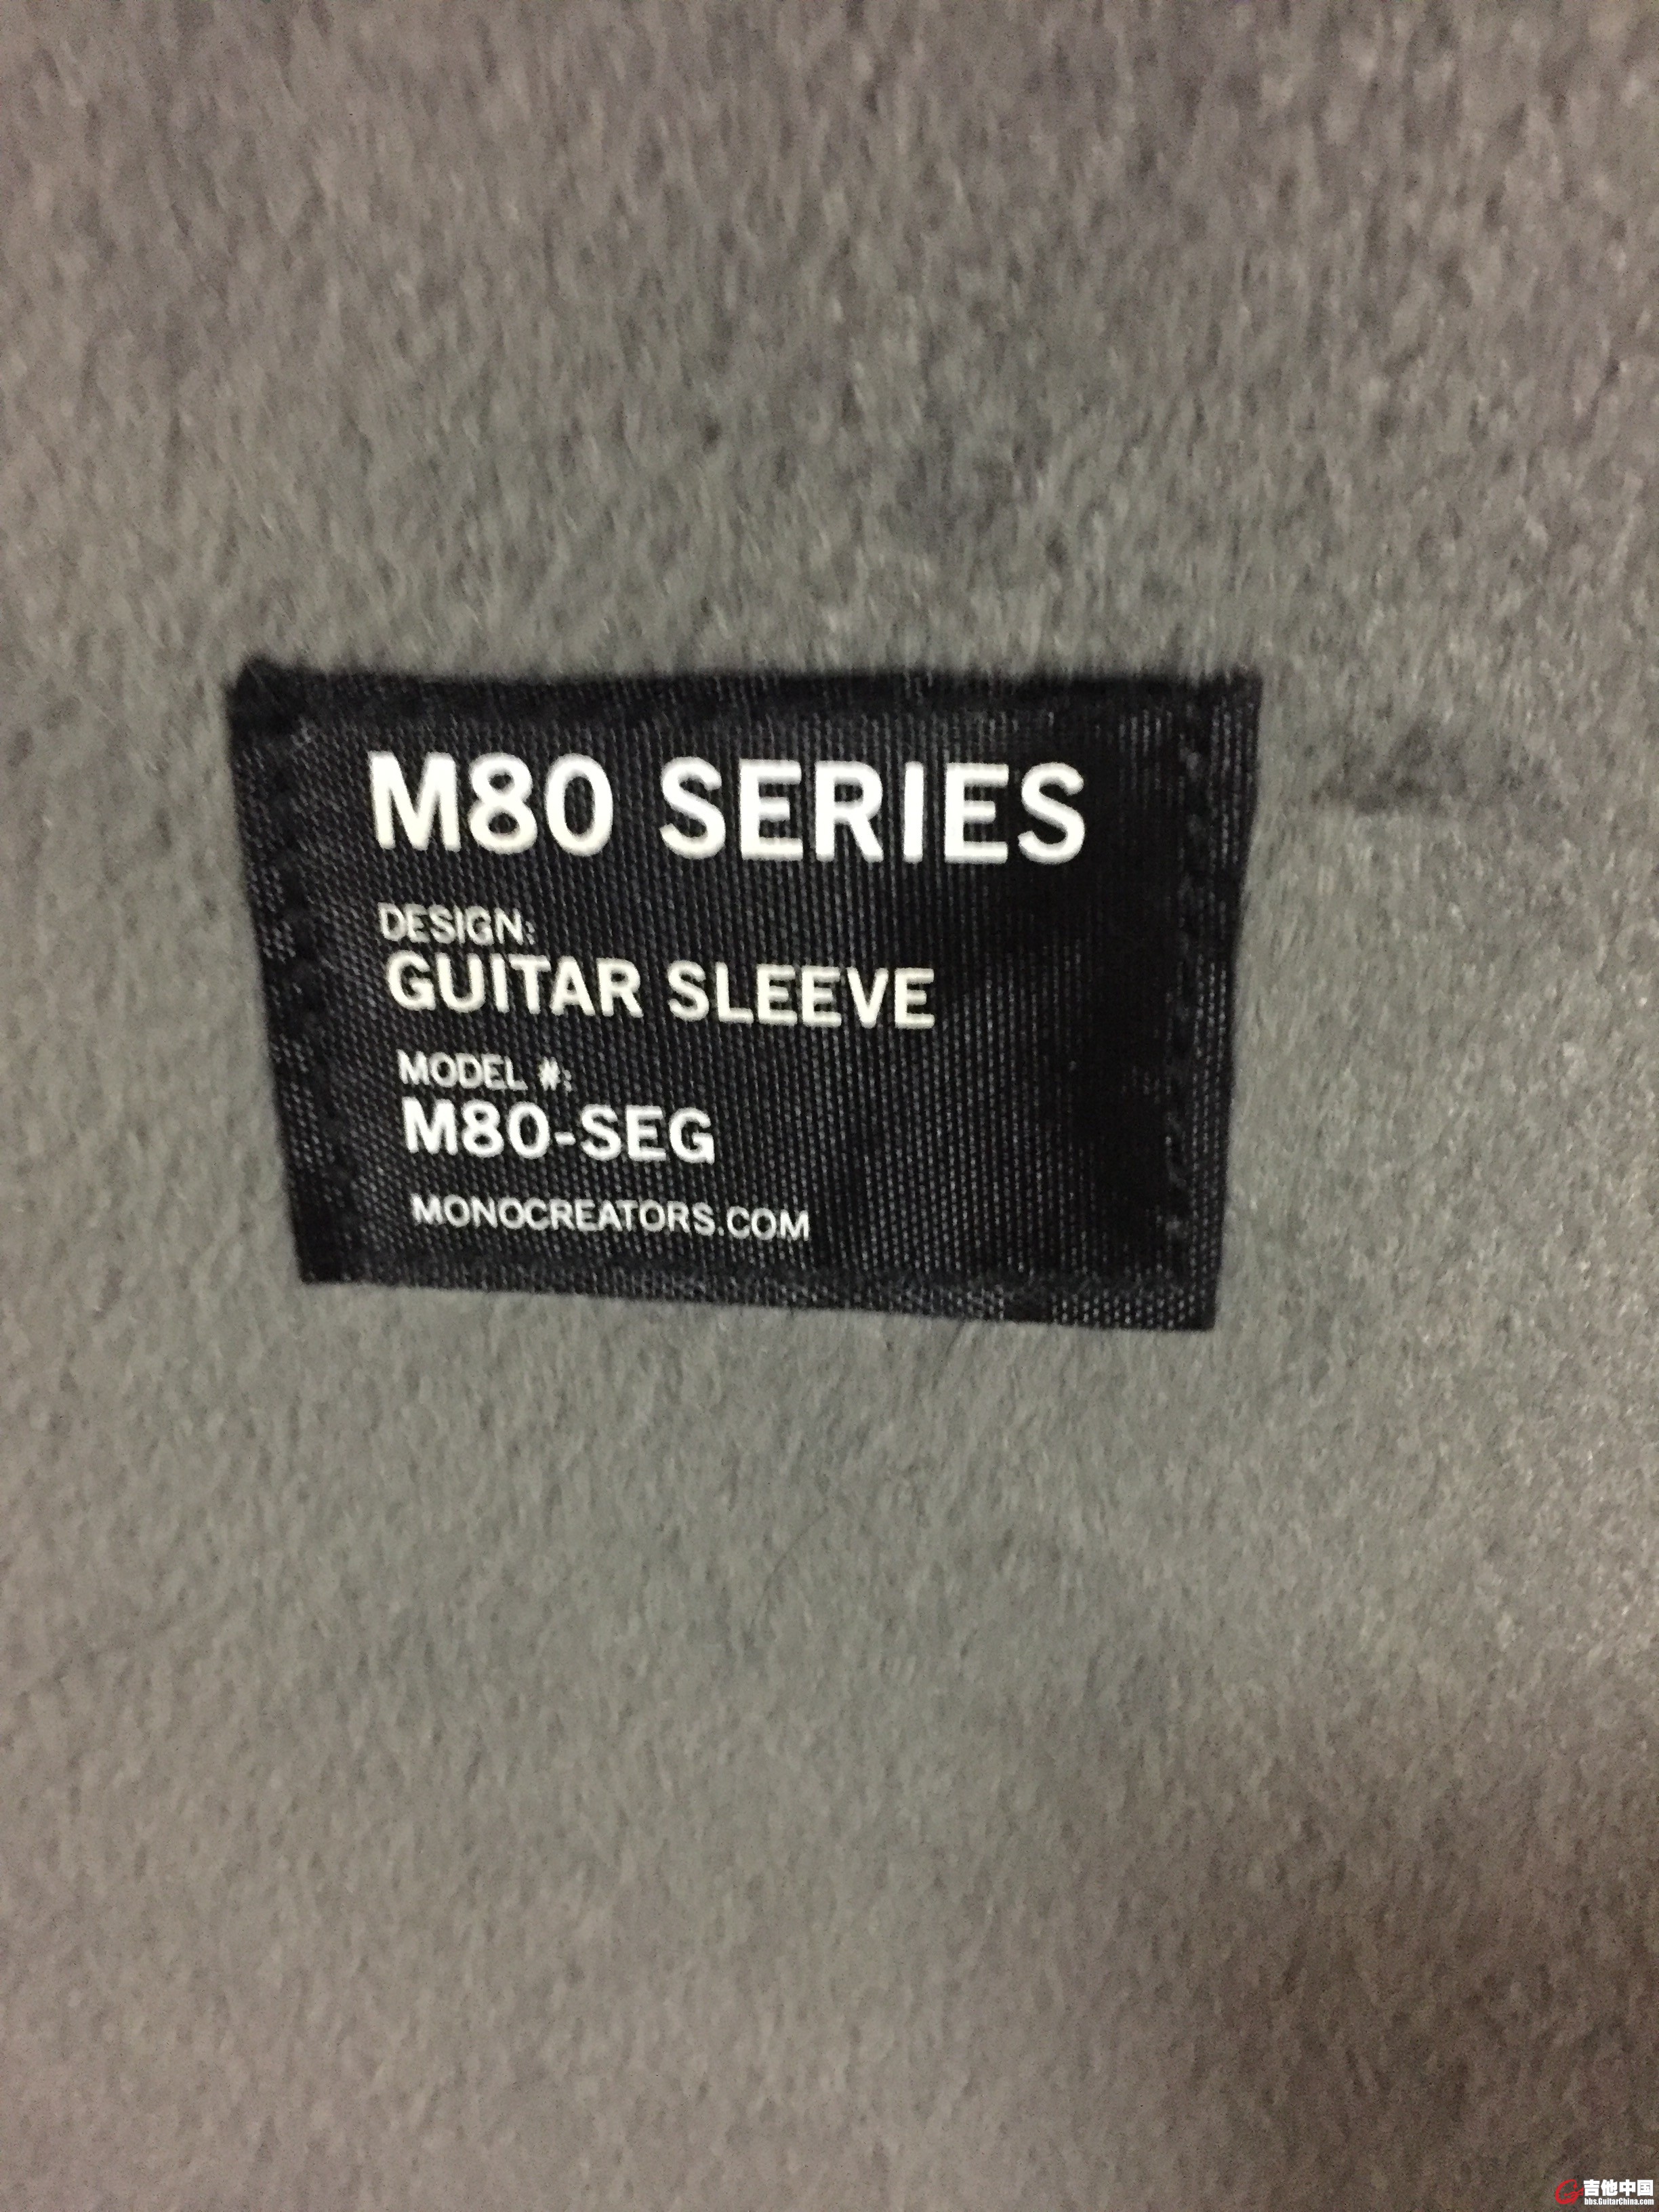 M80 SERIES
DESIGN:
GUITAR SLEEVE
MODEL #:
M80-SEG
MONOCREATORS.COM
吉他中国
bbs.GuitarChina.com